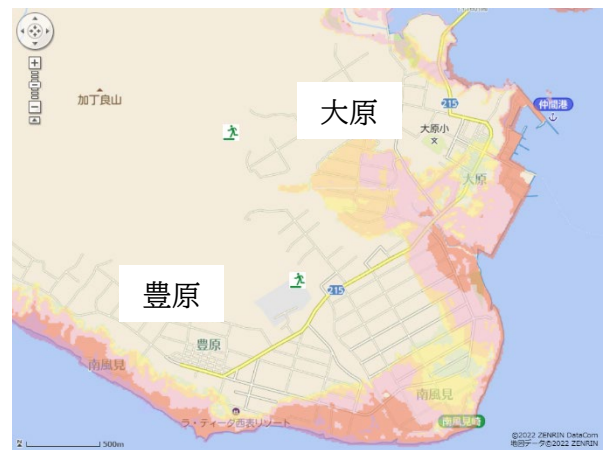 加丁良山
215
仲間港
大原
大原小
文
大原
215
豊原
豊原
南風見
南風見
南風見崎
ラ・ティーダ西表リゾート
500m
©2022 ZENRIN DataCom
地図データ©2022 ZENRIN